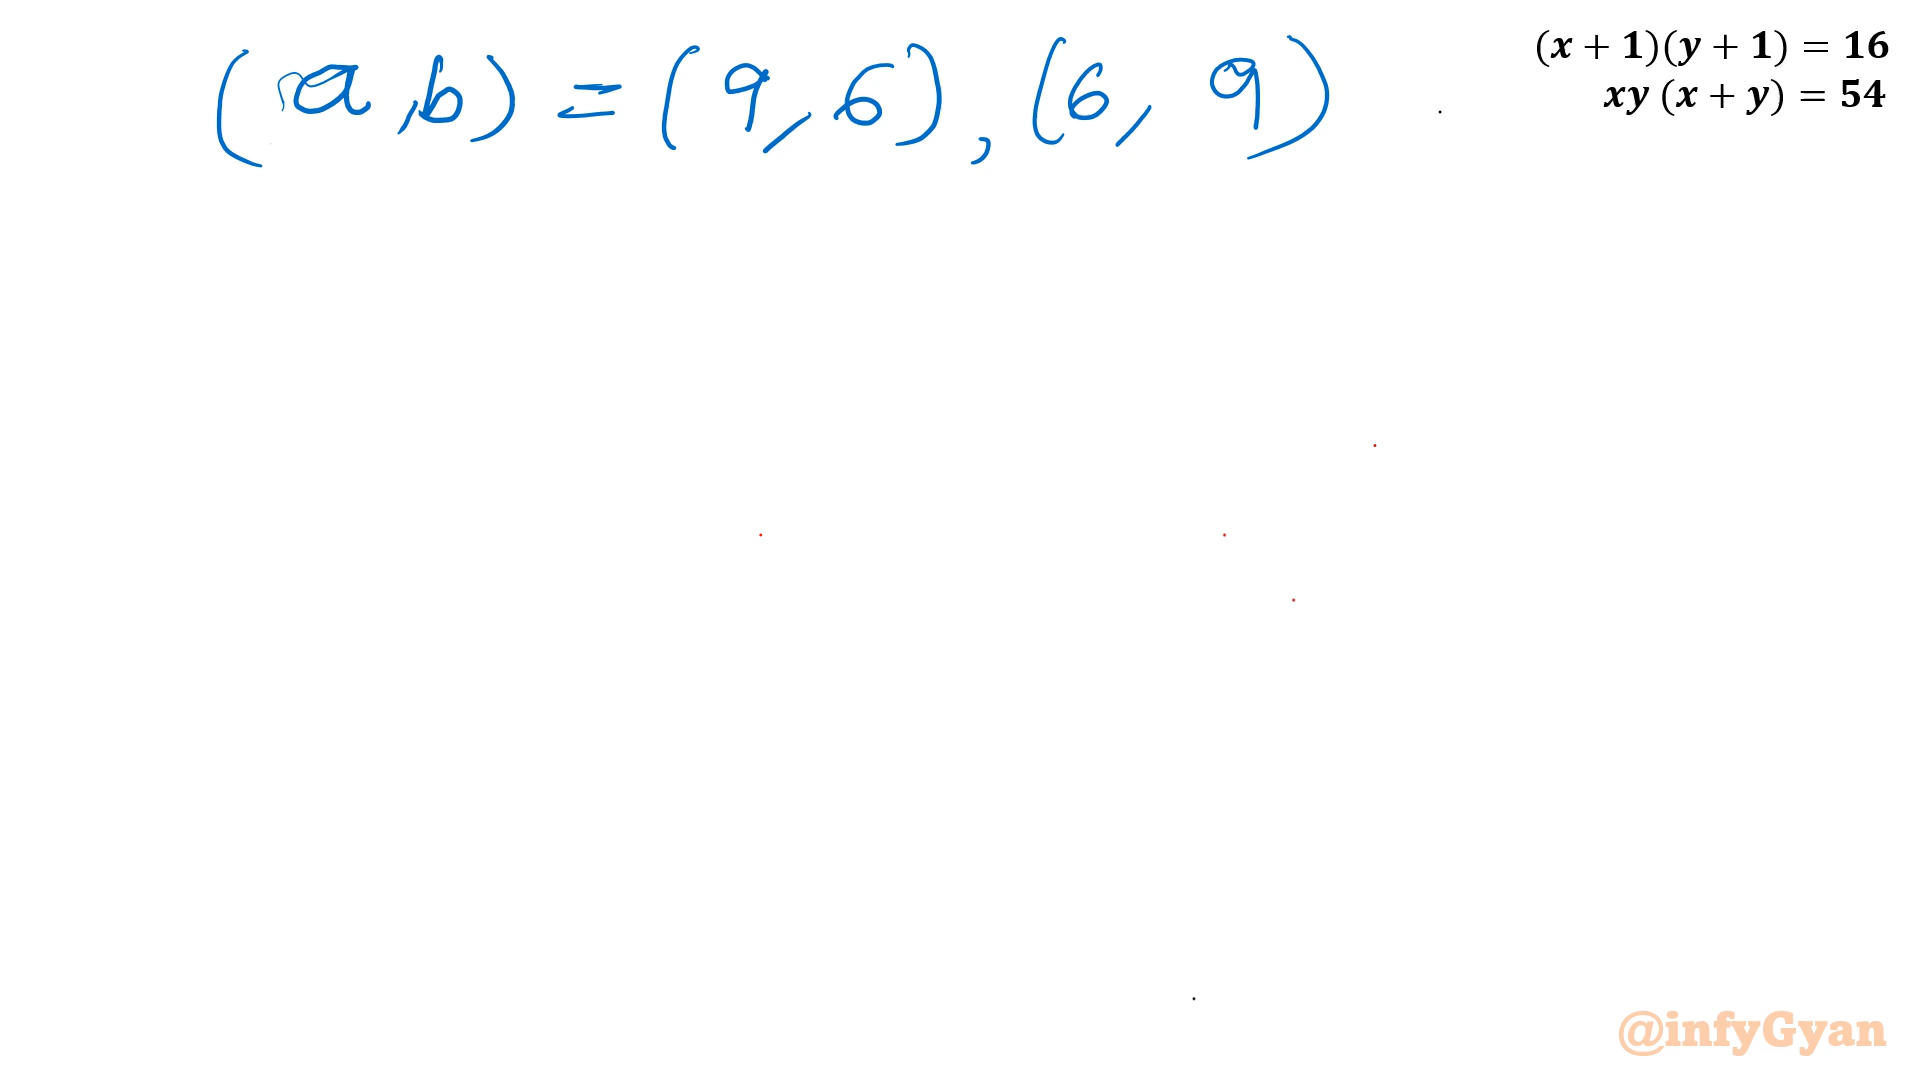 (a, b) = (9, 6), (6, 9)
(x + 1)(y + 1) = 16
xy (x + y) = 54
@infyGyan